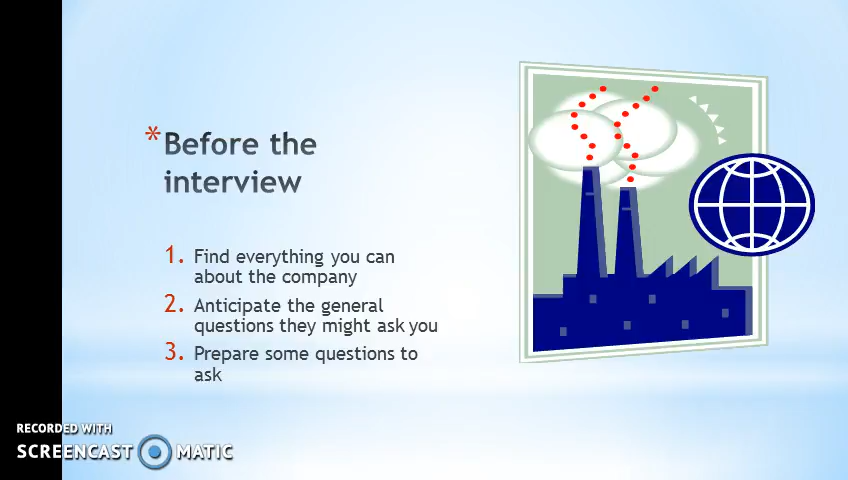 * Before the
interview
1. Find everything you can
about the company
2. Anticipate the general
questions they might ask you
3. Prepare some questions to
ask
RECORDED WITH
SCREENCAST MATIC